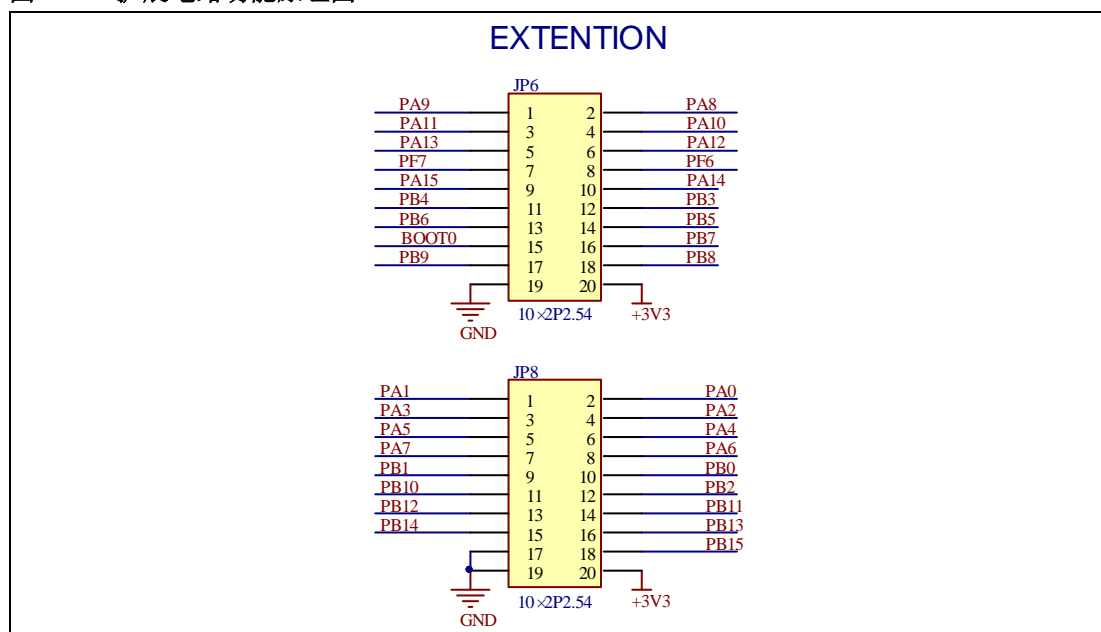 EXTENTION
JP6
PA9 1 2 PA8
PA11 3 4 PA10
PA13 5 6 PA12
PF7 7 8 PF6
PA15 9 10 PA14
PB4 11 12 PB3
PB6 13 14 PB5
BOOT0 15 16 PB7
PB9 17 18 PB8
19 20
10×2P2.54
GND
+3V3
JP8
PA1 1 2 PA0
PA3 3 4 PA2
PA5 5 6 PA4
PA7 7 8 PA6
PB1 9 10 PB0
PB10 11 12 PB2
PB12 13 14 PB11
PB14 15 16 PB13
17 18 PB15
19 20
10×2P2.54
GND
+3V3